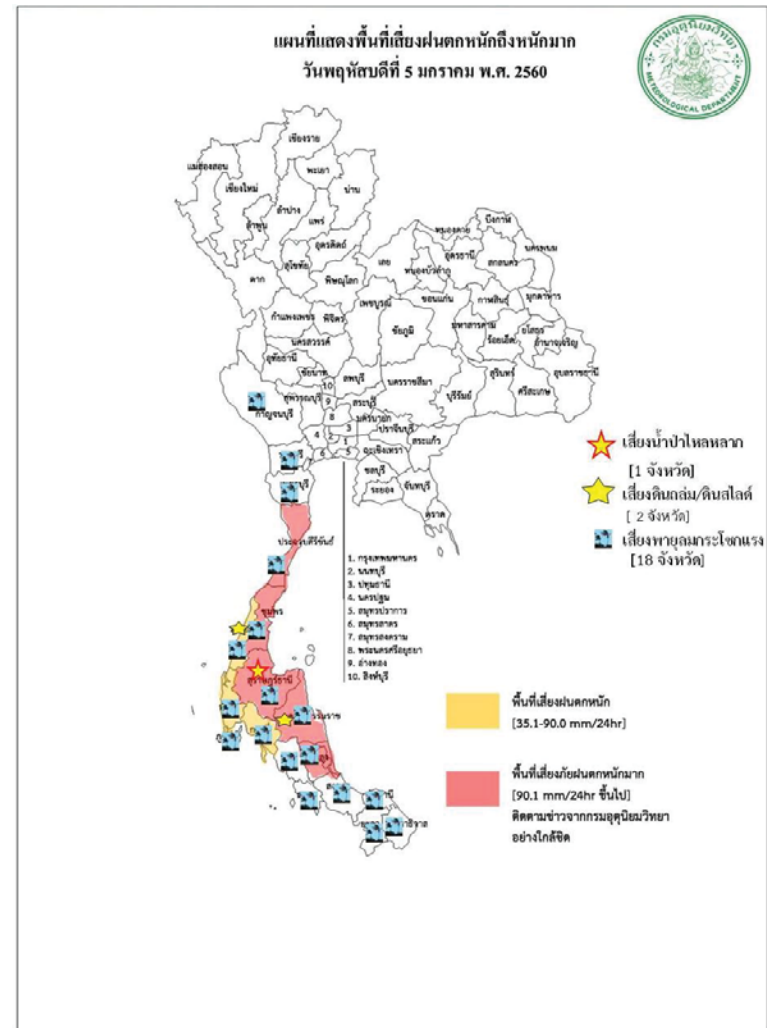 แผนที่แสดงพื้นที่เสี่ยงฝนตกหนักถึงหนักมาก
วันพฤหัสบดีที่ 5 มกราคม พ.ศ. 2560
กรมอุตุนิยมวิทยา
METEOROLOGICAL DEPARTMENT
เชียงราย
แม่ฮ่องสอน
พะเยา
เชียงใหม่
น่าน
ลำปาง
แพร่
ลำพูน
บึงกาฬ
หนองคาย
อุตรดิตถ์
นครพนม
เลย
อุดรธานี
สกลนคร
สุโขทัย
หนองบัวลำภู
ตาก
พิษณุโลก
ขอนแก่น
กาฬสินธุ์
มุกดาหาร
เพชรบูรณ์
กำแพงเพชร
พิจิตร
ชัยภูมิ
มหาสารคาม
ร้อยเอ็ด
ยโสธร
อำนาจเจริญ
นครสวรรค์
อุทัยธานี
ชัยนาท
ลพบุรี
นครราชสีมา
บุรีรัมย์
สุรินทร์
ศรีสะเกษ
อุบลราชธานี
10
สุพรรณบุรี
9
สระบุรี
กาญจนบุรี
8
นครนายก
3
ปราจีนบุรี
4
2
1
สระแก้ว
6
5
ฉะเชิงเทรา
7
ชลบุรี
ระยอง
จันทบุรี
ตราด
เสี่ยงน้ำป่าไหลหลาก
[1 จังหวัด]
เสี่ยงดินถล่ม/ดินสไลด์
[ 2 จังหวัด]
เสี่ยงพายุลมกระโชกแรง
[18 จังหวัด]
ประจวบคีรีขันธ์
1. กรุงเทพมหานคร
2. นนทบุรี
3. ปทุมธานี
4. นครปฐม
5. สมุทรปราการ
6. สมุทรสาคร
7. สมุทรสงคราม
8. พระนครศรีอยุธยา
9. อ่างทอง
10. สิงห์บุรี
ชุมพร
สุราษฎร์ธานี
พื้นที่เสี่ยงฝนตกหนัก
[35.1-90.0 mm/24hr]
พื้นที่เสี่ยงภัยฝนตกหนักมาก
[90.1 mm/24hr ขึ้นไป]
ติดตามข่าวจากกรมอุตุนิยมวิทยา
อย่างใกล้ชิด